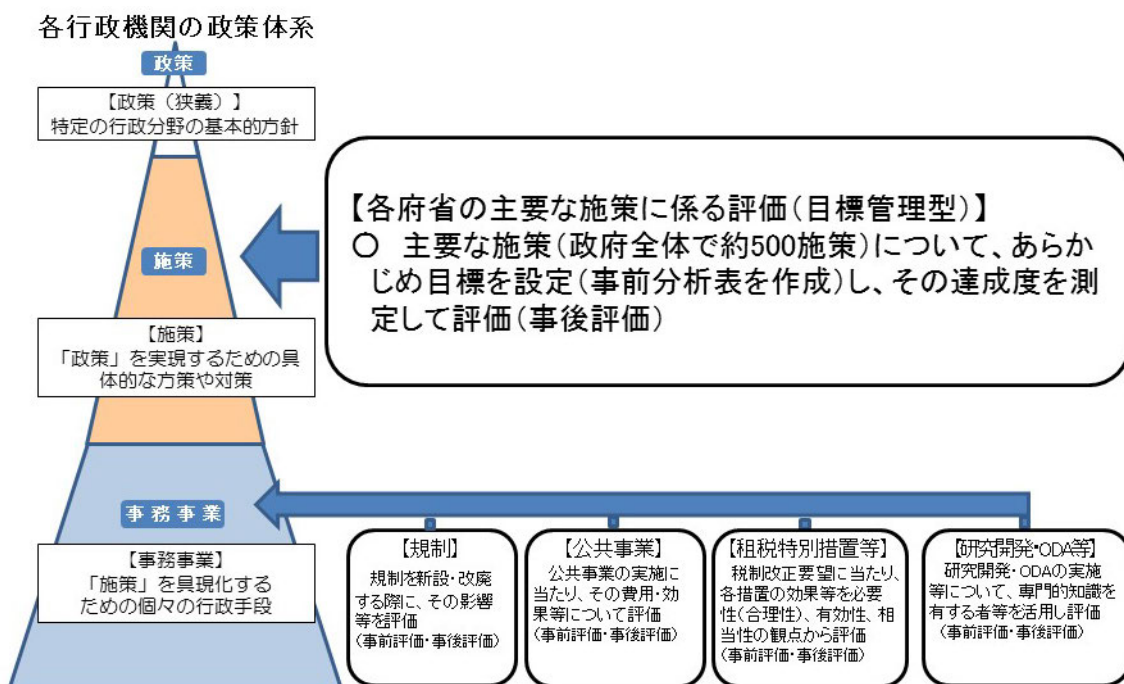 各行政機関の政策体系
政策
【政策（狭義）】
特定の行政分野の基本的方針
【各府省の主要な施策に係る評価（目標管理型）】
○　主要な施策（政府全体で約500施策）について、あらか
じめ目標を設定（事前分析表を作成）し、その達成度を測
定して評価（事後評価）
施策
【施策】
「政策」を実現するための具
体的な方策や対策
事務事業
【事務事業】
「施策」を具現化する
ための個々の行政手段
【規制】
規制を新設・改廃
する際に、その影響
等を評価
（事前評価・事後評価）
【公共事業】
公共事業の実施に
当たり、その費用・効
果等について評価
（事前評価・事後評価）
【租税特別措置等】
税制改正要望に当たり、
各措置の効果等を必要
性（合理性）、有効性、相
当性の観点から評価
（事前評価・事後評価）
【研究開発・ODA等】
研究開発・ODAの実施
等について、専門的知識を
有する者等を活用し評価
（事前評価・事後評価）